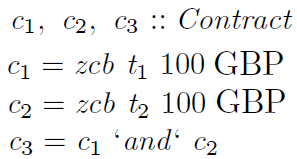 c₁, c₂, c₃ :: Contract
c₁ = zcb t₁ 100 GBP
c₂ = zcb t₂ 100 GBP
c₃ = c₁ ‘and‘ c₂